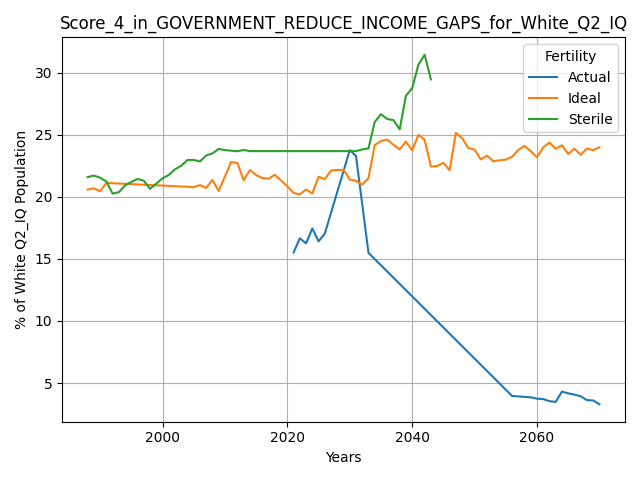 Score_4_in_GOVERNMENT_REDUCE_INCOME_GAPS_for_White_Q2_IQ
Fertility
Actual
Ideal
Sterile
% of White Q2_IQ Population
30
25
20
15
10
5
2000
2020
2040
2060
Years